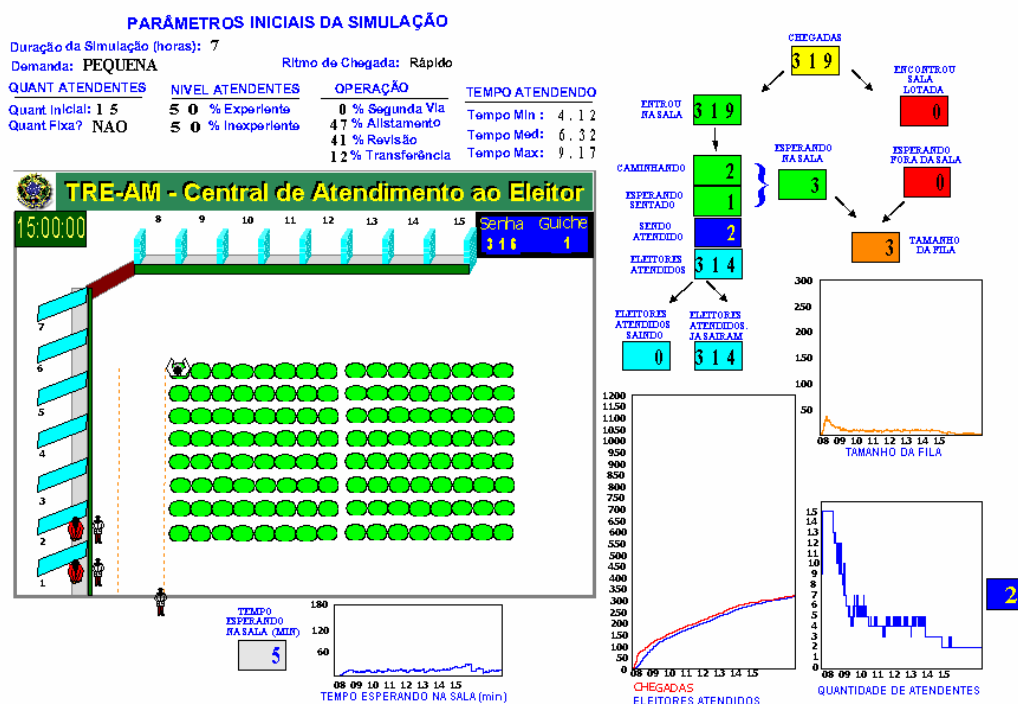 PARÂMETROS INICIAIS DA SIMULAÇÃO
Duração da Simulação (horas): 7
Demanda: PEQUENA
Ritmo de Chegada: Rápido
QUANT ATENDENTES
Quant Inicial: 15
Quant Fixa? NAO
NIVEL ATENDENTES
50 % Experiente
50 % Inexperiente
OPERAÇÃO
0 % Segunda Via
47 % Alistamento
41 % Revisão
12 % Transferência
TEMPO ATENDENDO
Tempo Min : 4.12
Tempo Med: 6.32
Tempo Max: 9.17
TRE-AM - Central de Atendimento ao Eleitor
15:00:00
8 9 10 11 12 13 14 15
Senha Guiche
316 1
7
6
5
4
3
2
1
TEMPO
ESPERANDO
NA SALA (MIN)
5
180
120
60
08 09 10 11 12 13 14 15
TEMPO ESPERANDO NA SALA (min)
CHEGADAS
319
ENTROU
NA SALA
319
ENCONTROU
SALA
LOTADA
0
CAMINHANDO
2
ESPERANDO
SENTADO
1
ESPERANDO
NA SALA
3
ESPERANDO
FORA DA SALA
0
SENDO
ATENDIDO
2
3
TAMANHO
DA FILA
ELEITORES
ATENDIDOS
314
ELEITORES
ATENDIDOS
SAINDO
0
ELEITORES
ATENDIDOS.
JA SAIRAM
314
300
250
200
150
100
50
08 09 10 11 12 13 14 15
TAMANHO DA FILA
1200
1150
1100
1050
1000
950
900
850
800
750
700
650
600
550
500
450
400
350
300
250
200
150
100
50
0
08 09 10 11 12 13 14 15
CHEGADAS
ELEITORES ATENDIDOS
15
14
13
12
11
10
9
8
7
6
5
4
3
2
1
0
08 09 10 11 12 13 14 15
QUANTIDADE DE ATENDENTES
2